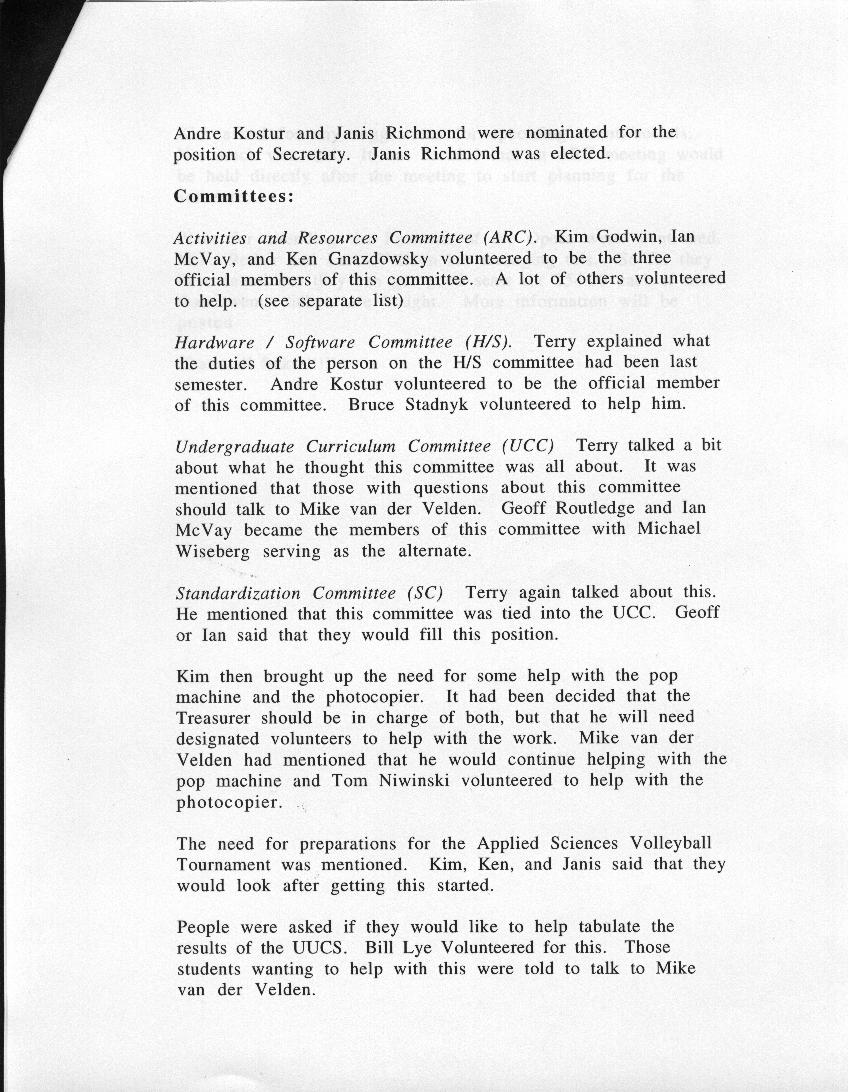 Andre Kostur and Janis Richmond were nominated for the
position of Secretary. Janis Richmond was elected.
Committees:
Activities and Resources Committee (ARC). Kim Godwin, Ian
McVay, and Ken Gnazdowsky volunteered to be the three
official members of this committee. A lot of others volunteered
to help. (see separate list)
Hardware / Software Committee (H/S). Terry explained what
the duties of the person on the H/S committee had been last
semester. Andre Kostur volunteered to be the official member
of this committee. Bruce Stadnyk volunteered to help him.
Undergraduate Curriculum Committee (UCC) Terry talked a bit
about what he thought this committee was all about. It was
mentioned that those with questions about this committee
should talk to Mike van der Velden. Geoff Routledge and Ian
McVay became the members of this committee with Michael
Wiseberg serving as the alternate.
Standardization Committee (SC) Terry again talked about this.
He mentioned that this committee was tied into the UCC. Geoff
or Ian said that they would fill this position.
Kim then brought up the need for some help with the pop
machine and the photocopier. It had been decided that the
Treasurer should be in charge of both, but that he will need
designated volunteers to help with the work. Mike van der
Velden had mentioned that he would continue helping with the
pop machine and Tom Niwinski volunteered to help with the
photocopier.
The need for preparations for the Applied Sciences Volleyball
Tournament was mentioned. Kim, Ken, and Janis said that they
would look after getting this started.
People were asked if they would like to help tabulate the
results of the UUCS. Bill Lye Volunteered for this. Those
students wanting to help with this were told to talk to Mike
van der Velden.